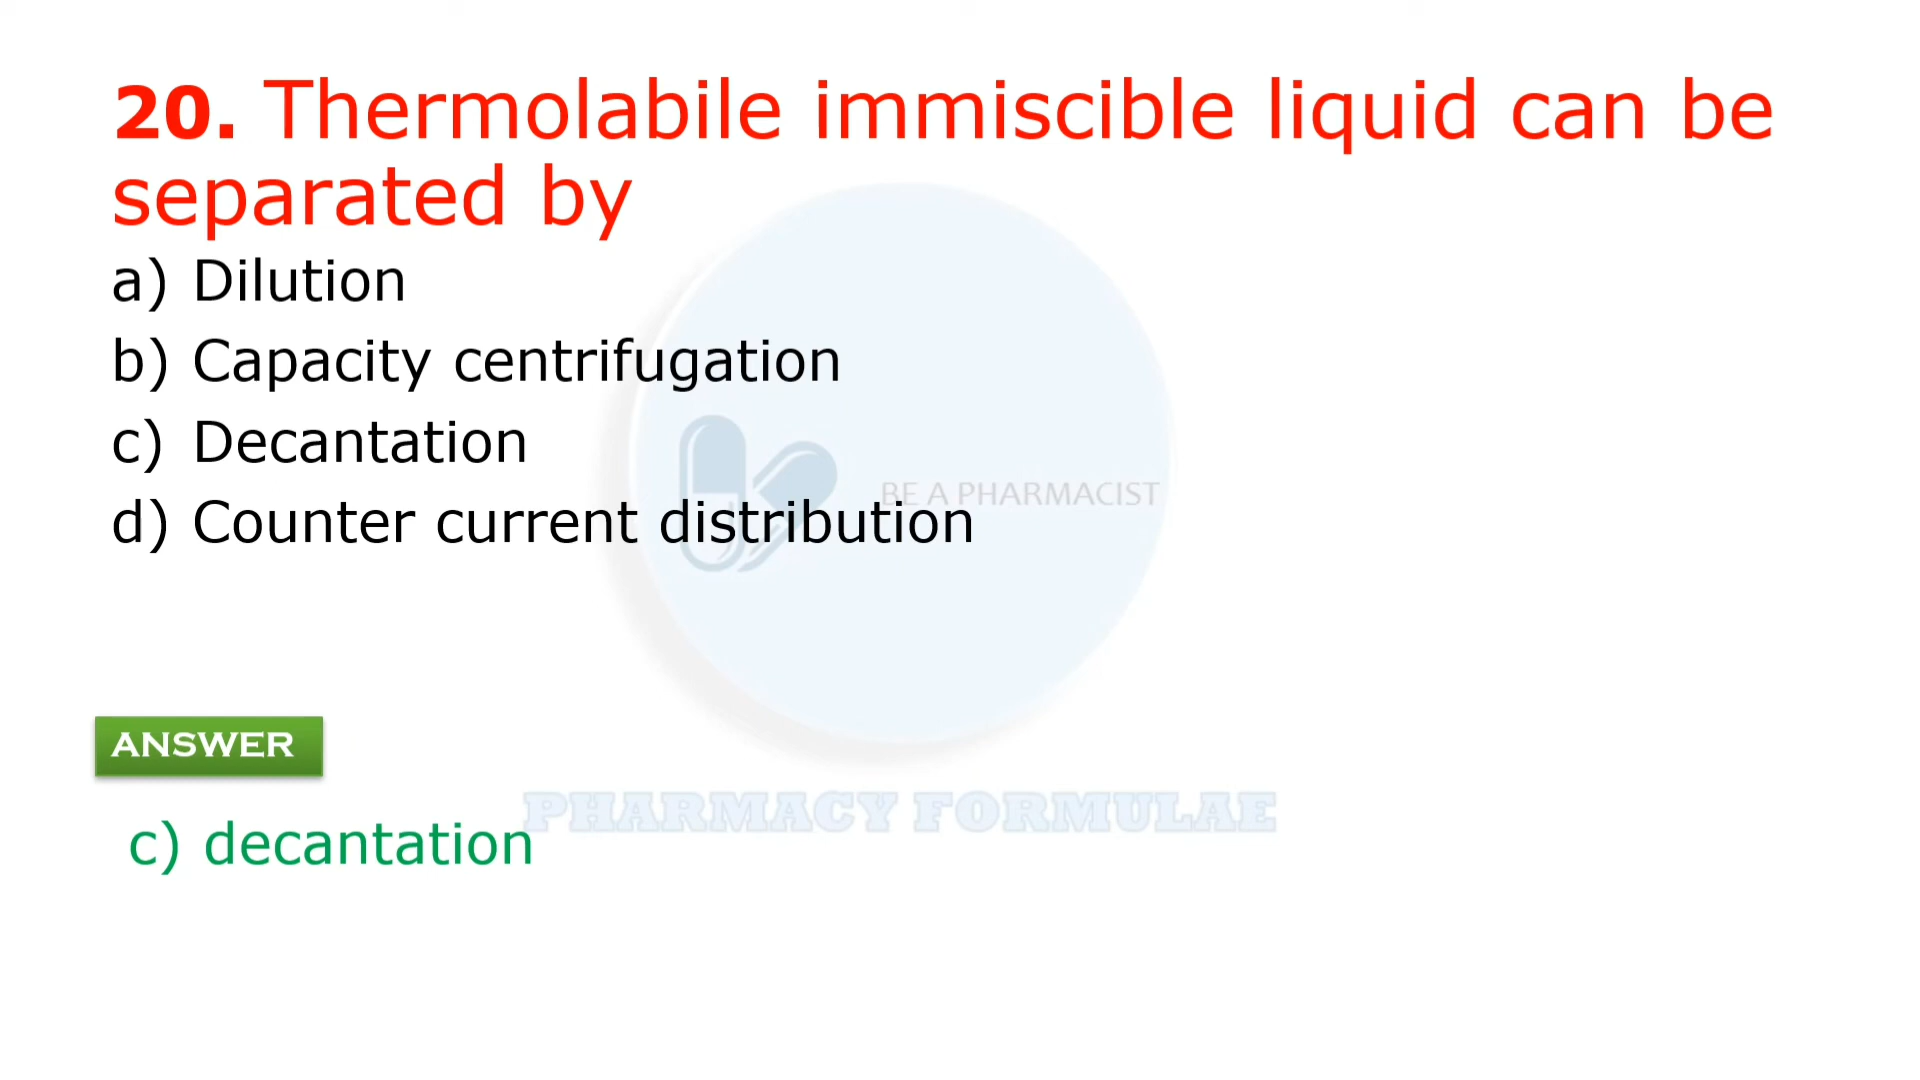 20. Thermolabile immiscible liquid can be
separated by
a) Dilution
b) Capacity centrifugation
c) Decantation
BE A PHARMACIST
d) Counter current distribution
ANSWER
PHARMACY FORMULAE
c) decantation